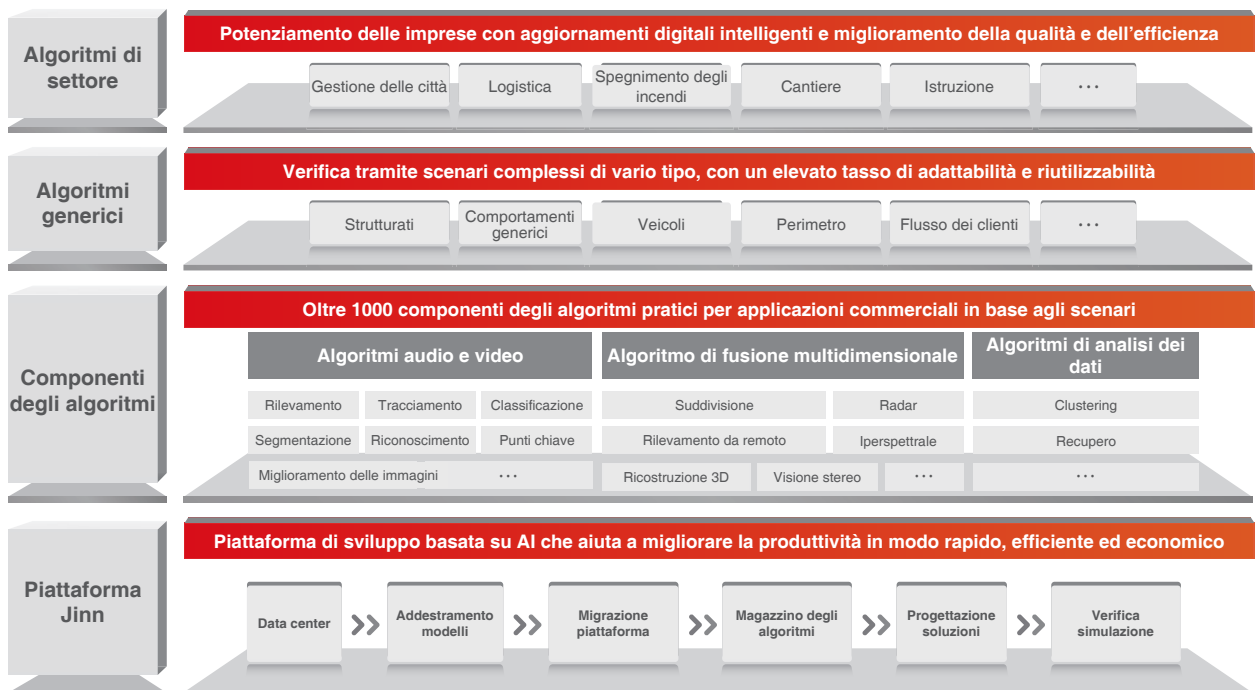 Algoritmi di
settore
Potenziamento delle imprese con aggiornamenti digitali intelligenti e miglioramento della qualità e dell'efficienza
Gestione delle città
Logistica
Spegnimento degli
incendi
Cantiere
Istruzione
...
Algoritmi
generici
Verifica tramite scenari complessi di vario tipo, con un elevato tasso di adattabilità e riutilizzabilità
Strutturati
Comportamenti
generici
Veicoli
Perimetro
Flusso dei clienti
...
Componenti
degli algoritmi
Oltre 1000 componenti degli algoritmi pratici per applicazioni commerciali in base agli scenari
Algoritmi audio e video
Algoritmo di fusione multidimensionale
Algoritmi di analisi dei
dati
Rilevamento
Tracciamento
Classificazione
Suddivisione
Radar
Clustering
Segmentazione
Riconoscimento
Punti chiave
Rilevamento da remoto
Iperspettrale
Recupero
Miglioramento delle immagini
...
Ricostruzione 3D
Visione stereo
...
...
Piattaforma
Jinn
Piattaforma di sviluppo basata su AI che aiuta a migliorare la produttività in modo rapido, efficiente ed economico
Data center
Addestramento
modelli
Migrazione
piattaforma
Magazzino degli
algoritmi
Progettazione
soluzioni
Verifica
simulazione